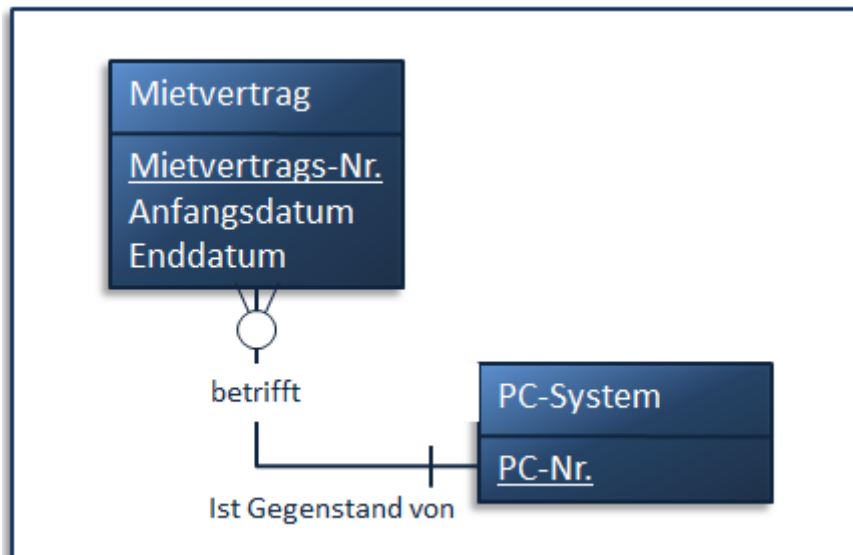 Mietvertrag
Mietvertrags-Nr.
Anfangsdatum
Enddatum
betrifft
PC-System
PC-Nr.
Ist Gegenstand von